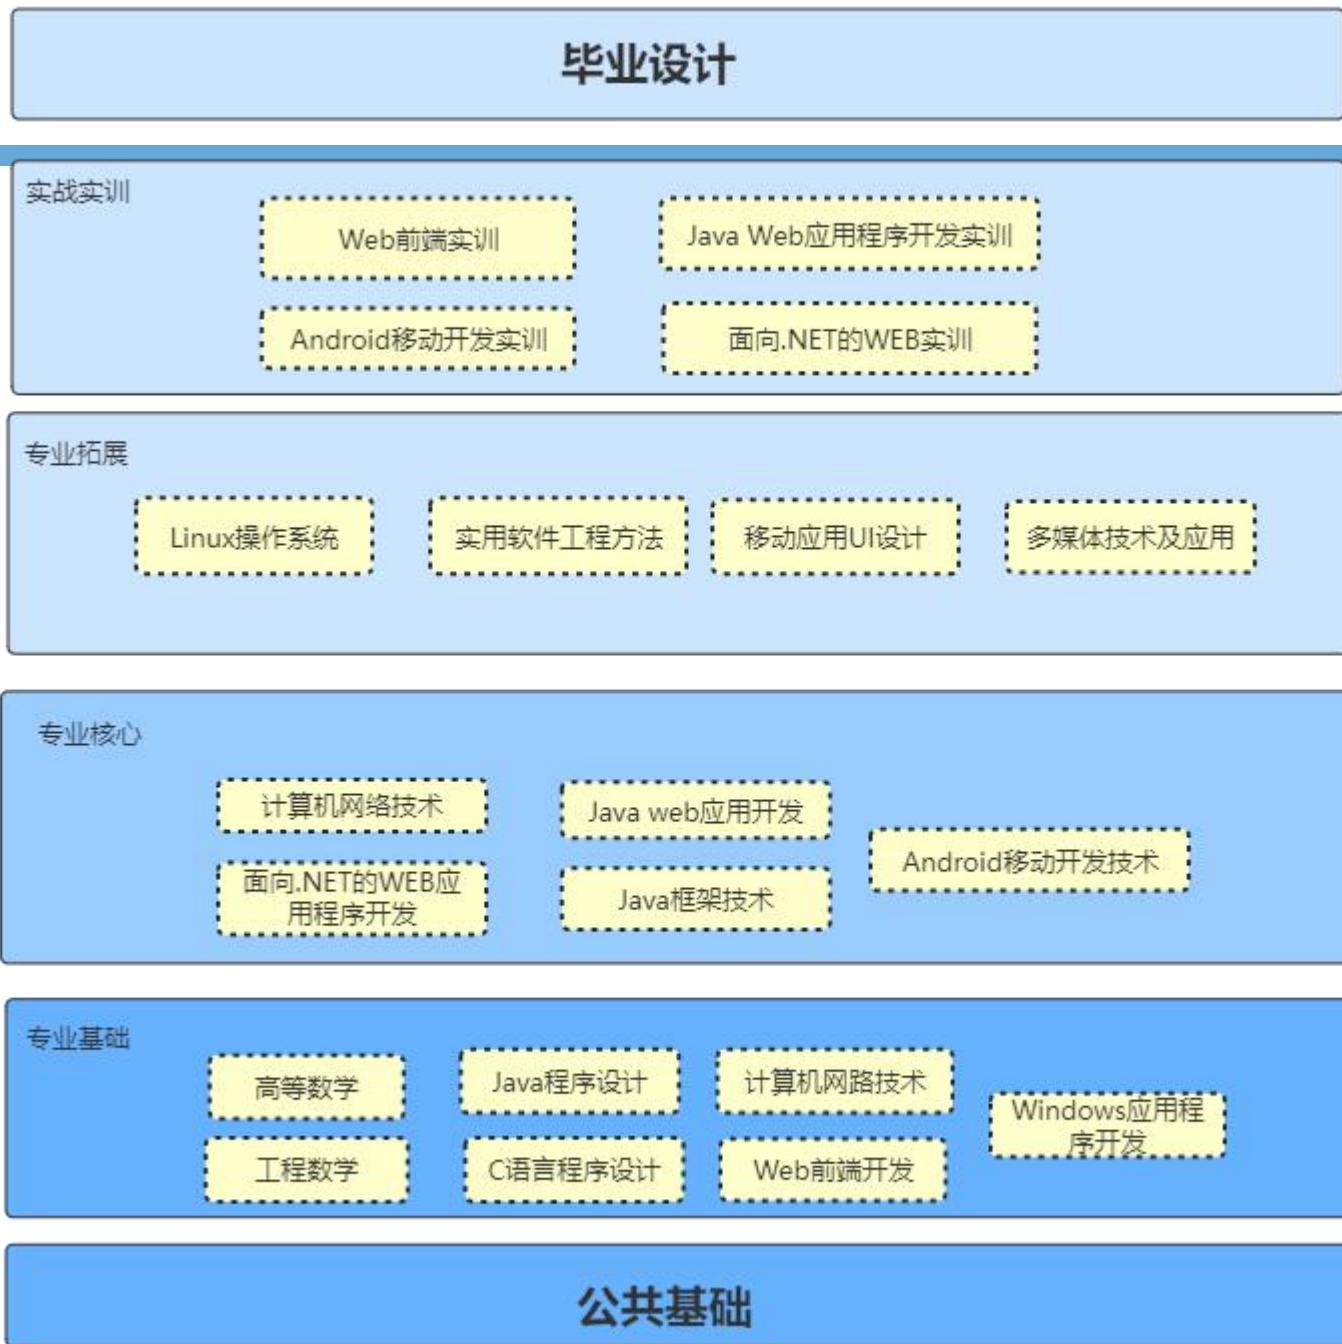 毕业设计
实战实训
Web前端实训
Java Web应用程序开发实训
Android移动开发实训
面向.NET的WEB实训
专业拓展
Linux操作系统
实用软件工程方法
移动应用UI设计
多媒体技术及应用
专业核心
计算机网络技术
Java web应用开发
Android移动开发技术
面向.NET的WEB应
用程序开发
Java框架技术
专业基础
高等数学
Java程序设计
计算机网路技术
Windows应用程
序开发
工程数学
C语言程序设计
Web前端开发
公共基础